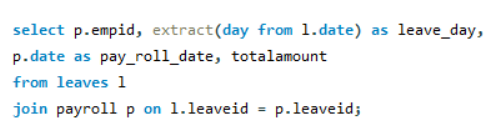 select p.empid, extract(day from l.date) as leave_day,
p.date as pay_roll_date, totalamount
from leaves l
join payroll p on l.leaveid = p.leaveid;